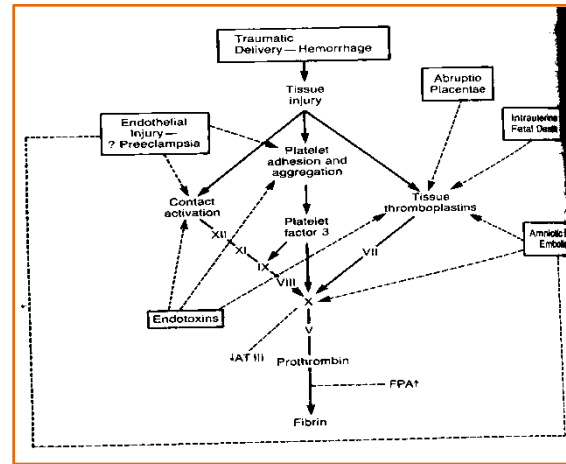 Traumatic
Delivery — Hemorrhage
Tissue
injury
Abruptio
Placentae
Intrauterine
Fetal Death
Endothelial
Injury —
? Preeclampsia
Platelet
adhesion and
aggregation
Contact
activation
Tissue
thromboplastins
Platelet
factor 3
Amniotic
XII
XI
IX
VII
VIII
X
Endotoxins
V
↓AT III
Prothrombin
FPA↑
Fibrin